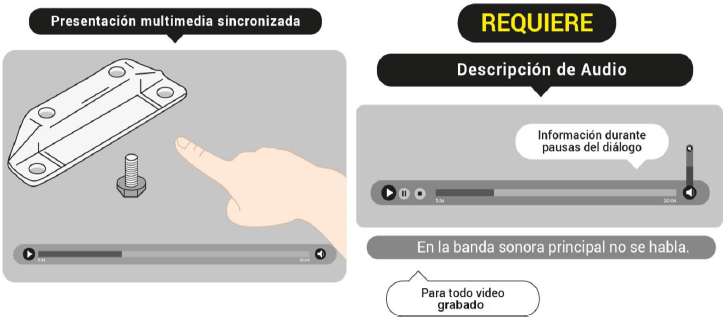 Presentación multimedia sincronizada
REQUIERE
Descripción de Audio
Información durante
pausas del diálogo
En la banda sonora principal no se habla.
Para todo video
grabado